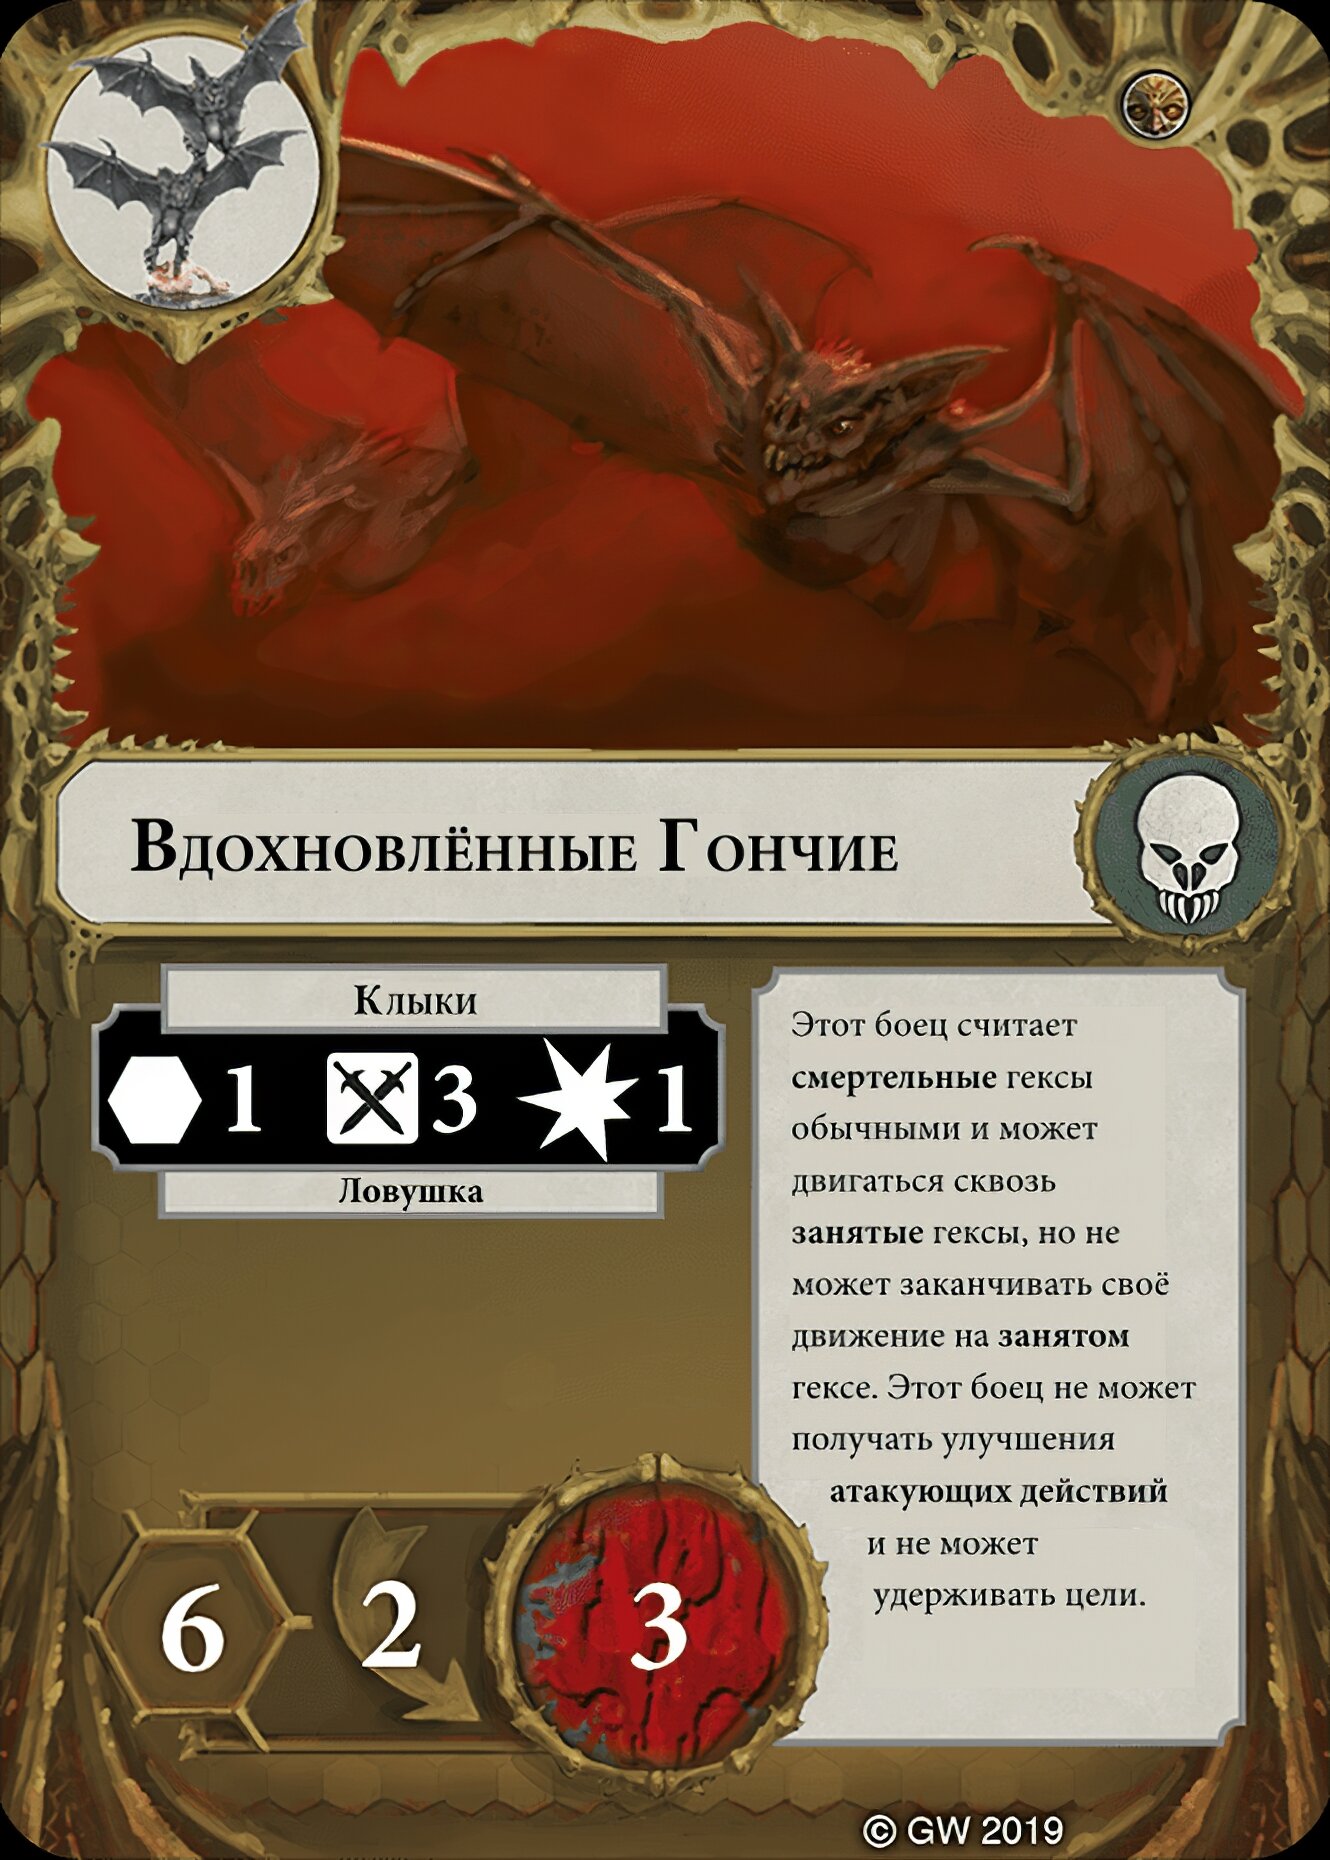 Вдохновлённые Гончие
Клыки
1 3 1
Ловушка
Этот боец считает
смертельные гексы
обычными и может
двигаться сквозь
занятые гексы, но не
может заканчивать своё
движение на занятом
гексе. Этот боец не может
получать улучшения
атакующих действий
и не может
удерживать цели.
6 2 3
© GW 2019